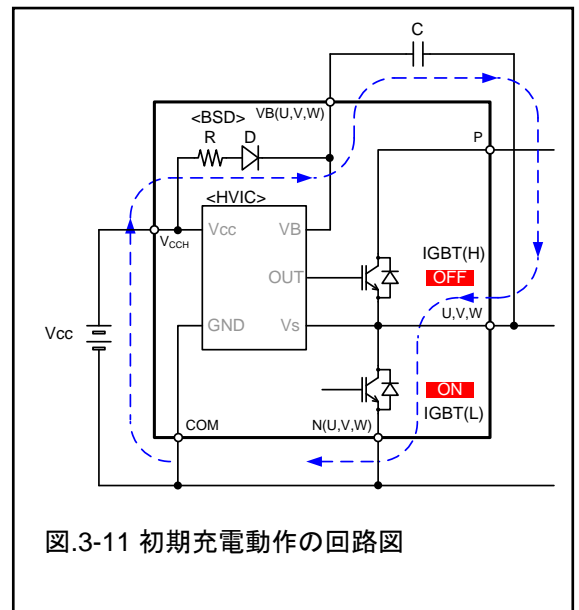 C
VB(U,V,W)
<BSD>
R
D
P
<HVIC>
Vcc
VB
VCCH
IGBT(H)
OUT
OFF
U,V,W
Vcc
GND
Vs
ON
IGBT(L)
COM
N(U,V,W)
図.3-11 初期充電動作の回路図